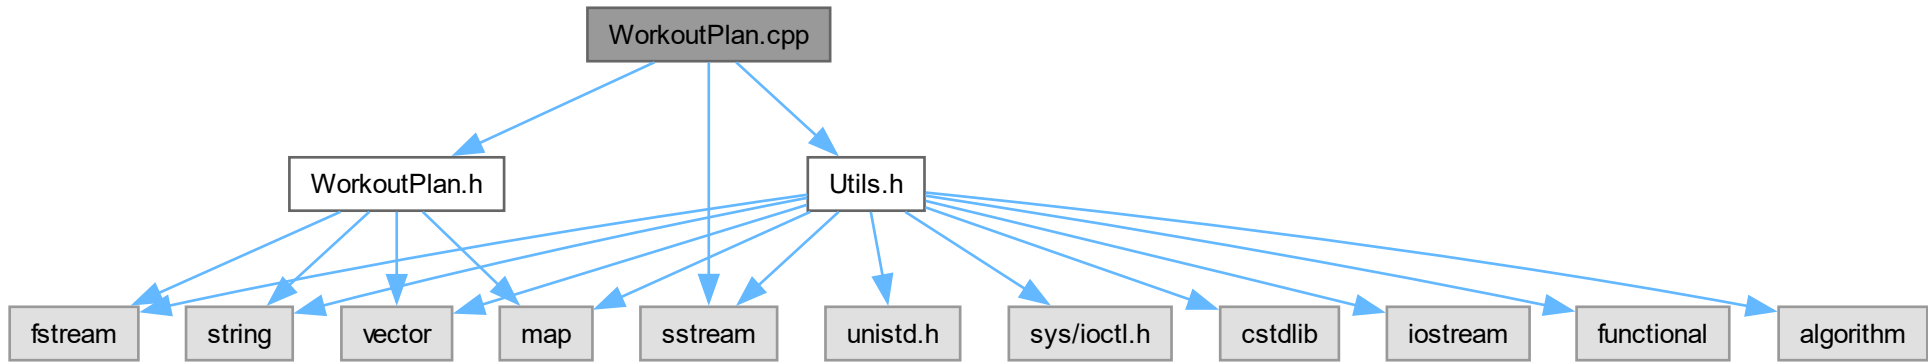 WorkoutPlan.cpp
WorkoutPlan.h
Utils.h
fstream
string
vector
map
sstream
unistd.h
sys/ioctl.h
cstdlib
iostream
functional
algorithm